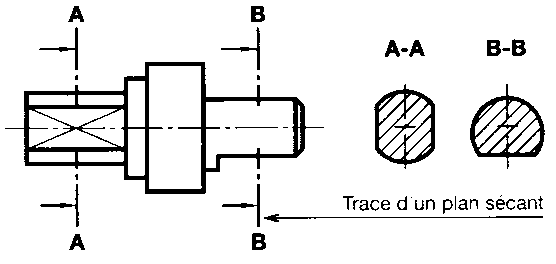 A B
A-A B-B
Trace d'un plan sécant
A B